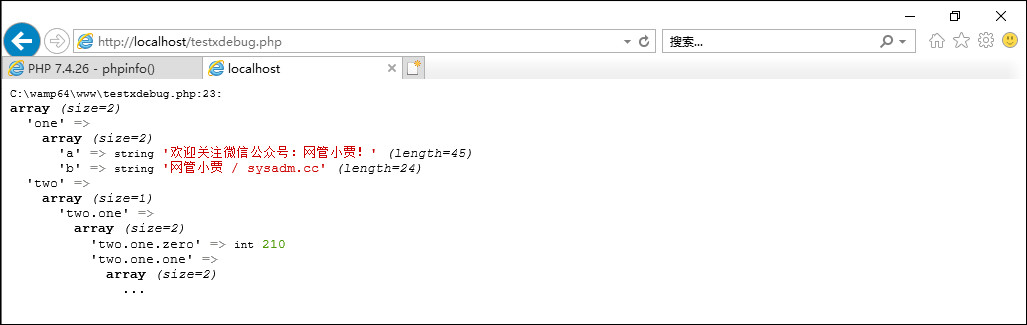 http://localhost/testxdebug.php
搜索...
PHP 7.4.26 - phpinfo()
localhost
C:\wamp64\www\testxdebug.php:23:
array (size=2)
'one' =>
array (size=2)
'a' => string '欢迎关注微信公众号：网管小贾！' (length=45)
'b' => string '网管小贾 / sysadm.cc' (length=24)
'two' =>
array (size=1)
'two.one' =>
array (size=2)
'two.one.zero' => int 210
'two.one.one' =>
array (size=2)
...